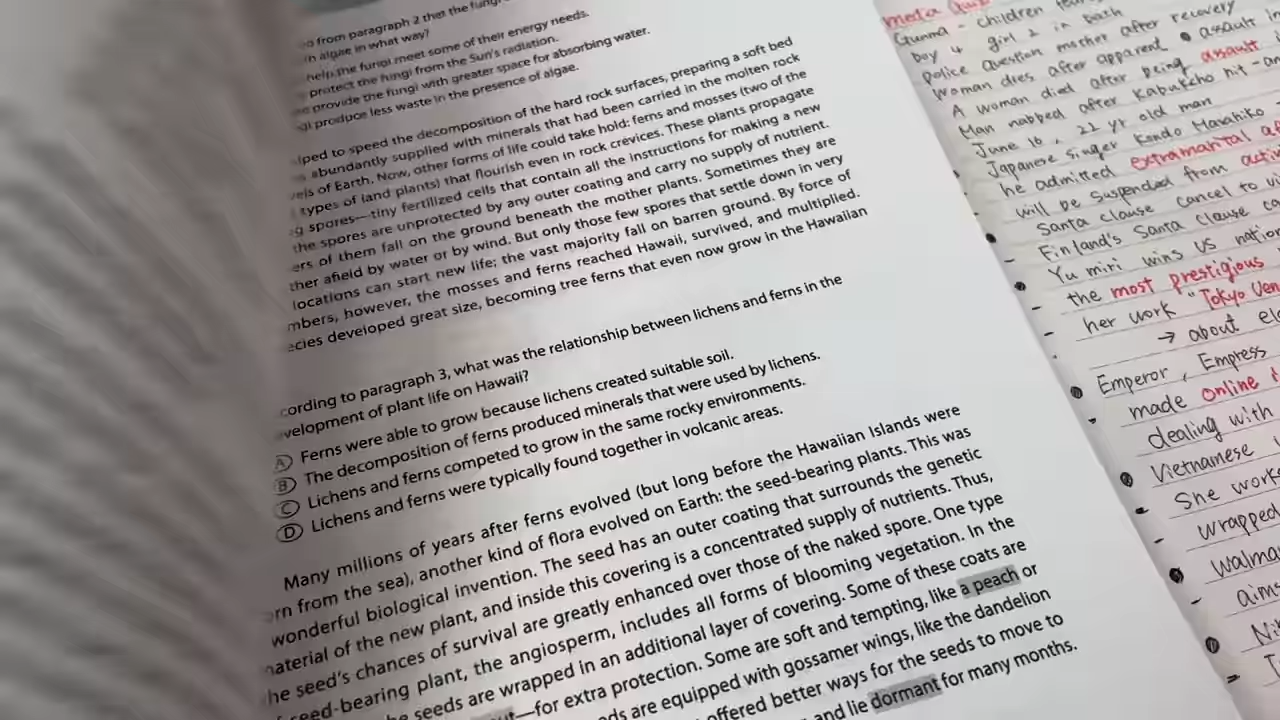 from paragraph 2 that the fungi
in algae in what way?
help the fungi meet some of their energy needs.
protect the fungi from the Sun's radiation.
provide the fungi with greater space for absorbing water.
produce less waste in the presence of algae.
lped to speed the decomposition of the hard rock surfaces, preparing a soft bed
abundantly supplied with minerals that had been carried in the molten rock
els of Earth. Now, other forms of life could take hold: ferns and mosses (two of the
types of land plants) that flourish even in rock crevices. These plants propagate
g spores—tiny fertilized cells that contain all the instructions for making a new
the spores are unprotected by any outer coating and carry no supply of nutrient.
ers of them fall on the ground beneath the mother plants. Sometimes they are
ther afield by water or by wind. But only those few spores that settle down in very
locations can start new life; the vast majority fall on barren ground. By force of
mbers, however, the mosses and ferns reached Hawaii, survived, and multiplied.
ecies developed great size, becoming tree ferns that even now grow in the Hawaiian
cording to paragraph 3, what was the relationship between lichens and ferns in the
velopment of plant life on Hawaii?
A Ferns were able to grow because lichens created suitable soil.
B The decomposition of ferns produced minerals that were used by lichens.
C Lichens and ferns competed to grow in the same rocky environments.
D Lichens and ferns were typically found together in volcanic areas.
Many millions of years after ferns evolved (but long before the Hawaiian Islands were
rn from the sea), another kind of flora evolved on Earth: the seed-bearing plants. This was
wonderful biological invention. The seed has an outer coating that surrounds the genetic
material of the new plant, and inside this covering is a concentrated supply of nutrients. Thus,
he seed's chances of survival are greatly enhanced over those of the naked spore. One type
seed-bearing plant, the angiosperm, includes all forms of blooming vegetation. In the
he seeds are wrapped in an additional layer of covering. Some of these coats are
—for extra protection. Some are soft and tempting, like a peach or
ds are equipped with gossamer wings, like the dandelion
offered better ways for the seeds to move to
and lie dormant for many months.
media
Gunma - children
boy 4 girl 2 in bath
police question mother after recovery
Woman dies after apparent • assault
A woman died after being assault
Man nabbed after Kabukicho hit-an
June 16, 22 yr old man
Japanese singer Kondo Masahiko
he admitted extramarital
will be suspended from
Santa clause cancel to
Finland's Santa clause
Yu miri wins US
the most prestigious
her work "Tokyo
→ about
Emperor, Empress
made online
dealing with
Vietnamese
She
wrapped